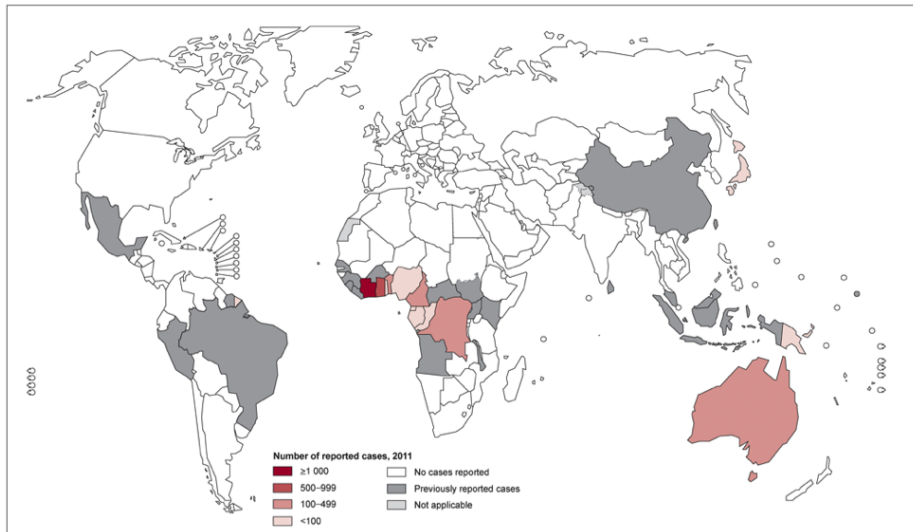 Number of reported cases, 2011
≥1 000
500–999
100–499
<100
No cases reported
Previously reported cases
Not applicable